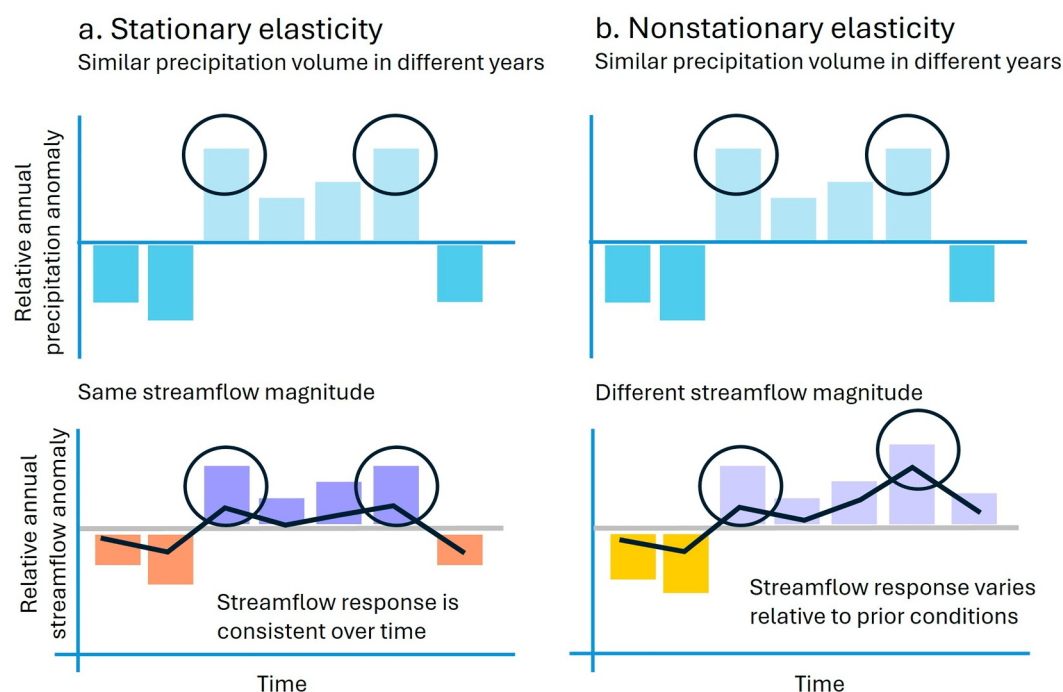 a. Stationary elasticity
Similar precipitation volume in different years
Relative annual
precipitation anomaly
Same streamflow magnitude
Relative annual
streamflow anomaly
Streamflow response is
consistent over time
Time
b. Nonstationary elasticity
Similar precipitation volume in different years
Different streamflow magnitude
Streamflow response varies
relative to prior conditions
Time